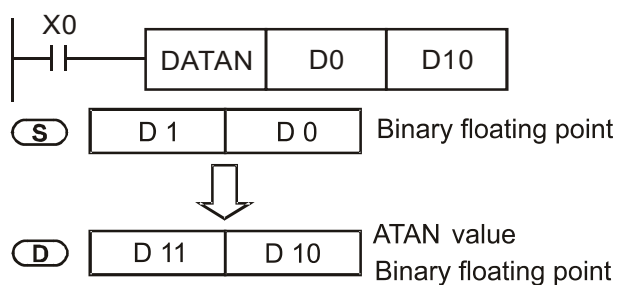 X0
DATAN D0 D10
S D 1 D 0 Binary floating point
D D 11 D 10 ATAN value
Binary floating point